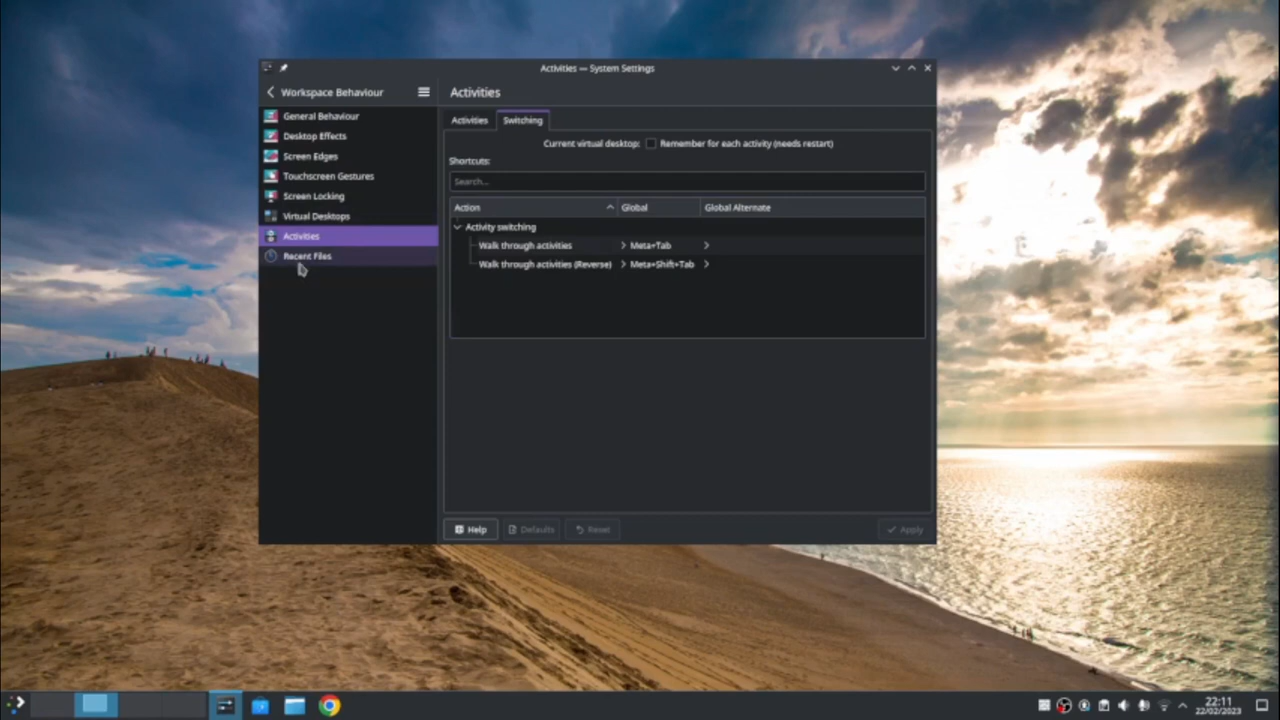 Activities — System Settings
Workspace Behaviour
Activities
General Behaviour
Desktop Effects
Screen Edges
Touchscreen Gestures
Screen Locking
Virtual Desktops
Activities
Recent Files
Activities Switching
Current virtual desktop: Remember for each activity (needs restart)
Shortcuts:
Search...
Action Global Global Alternate
Activity switching
Walk through activities Meta+Tab
Walk through activities (Reverse) Meta+Shift+Tab
Help Defaults Reset Apply
22:11
22/02/2023